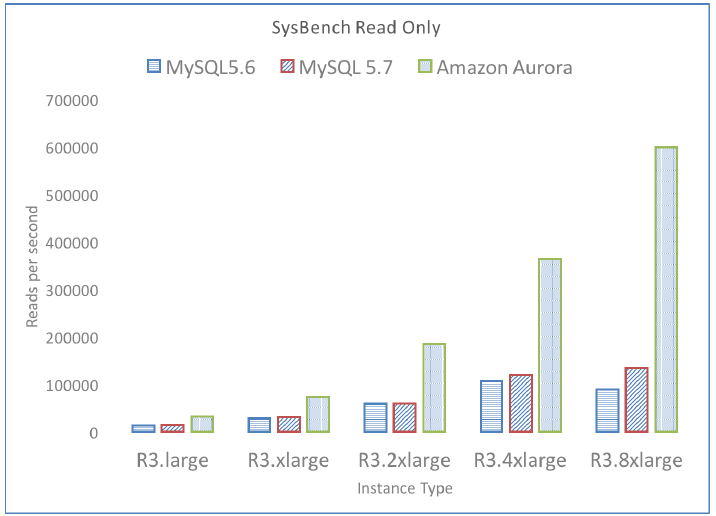 SysBench Read Only
MySQL5.6 MySQL 5.7 Amazon Aurora
700000
600000
500000
400000
300000
200000
100000
0
Reads per second
R3.large R3.xlarge R3.2xlarge R3.4xlarge R3.8xlarge
Instance Type